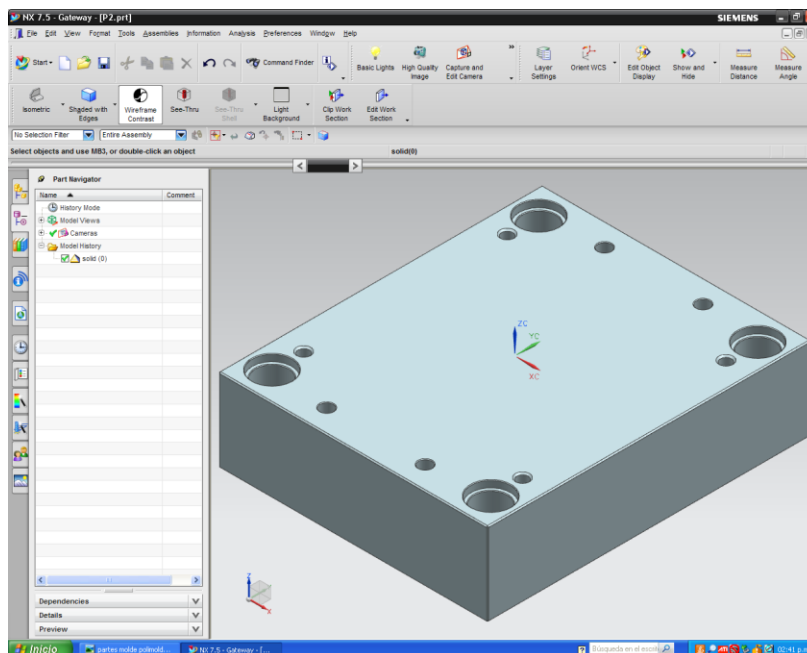 NX 7.5 - Gateway - [P2.prt] SIEMENS
File Edit View Format Tools Assemblies Information Analysis Preferences Window Help
Start Command Finder Basic Lights High Quality Image Capture and Edit Camera » Layer Settings Orient WCS Edit Object Display Show and Hide Measure Distance Measure Angle
Isometric Shaded with Edges Wireframe Contrast See-Thru See-Thru Shell Light Background Clip Work Section Edit Work Section
No Selection Filter Entire Assembly
Select objects and use MB3, or double-click an object solid(0)
Part Navigator
Name Comment
History Mode
Model Views
Cameras
Model History
solid (0)
ZC
YC
XC
Z
X
Dependencies
Details
Preview
Inicio partes molde polimold... NX 7.5 - Gateway - [... Búsqueda en el escrit... 02:41 p.m.